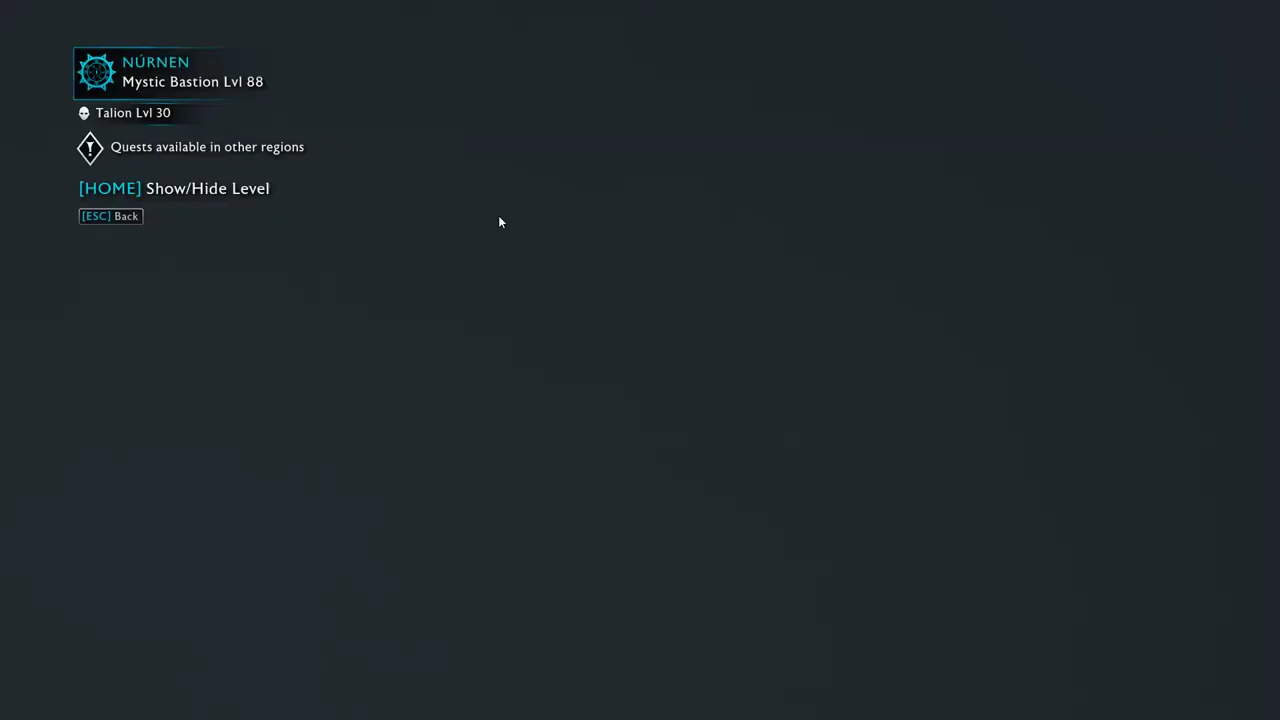 NÚRNEN
Mystic Bastion Lvl 88
Talion Lvl 30
Quests available in other regions
[HOME] Show/Hide Level
[ESC] Back